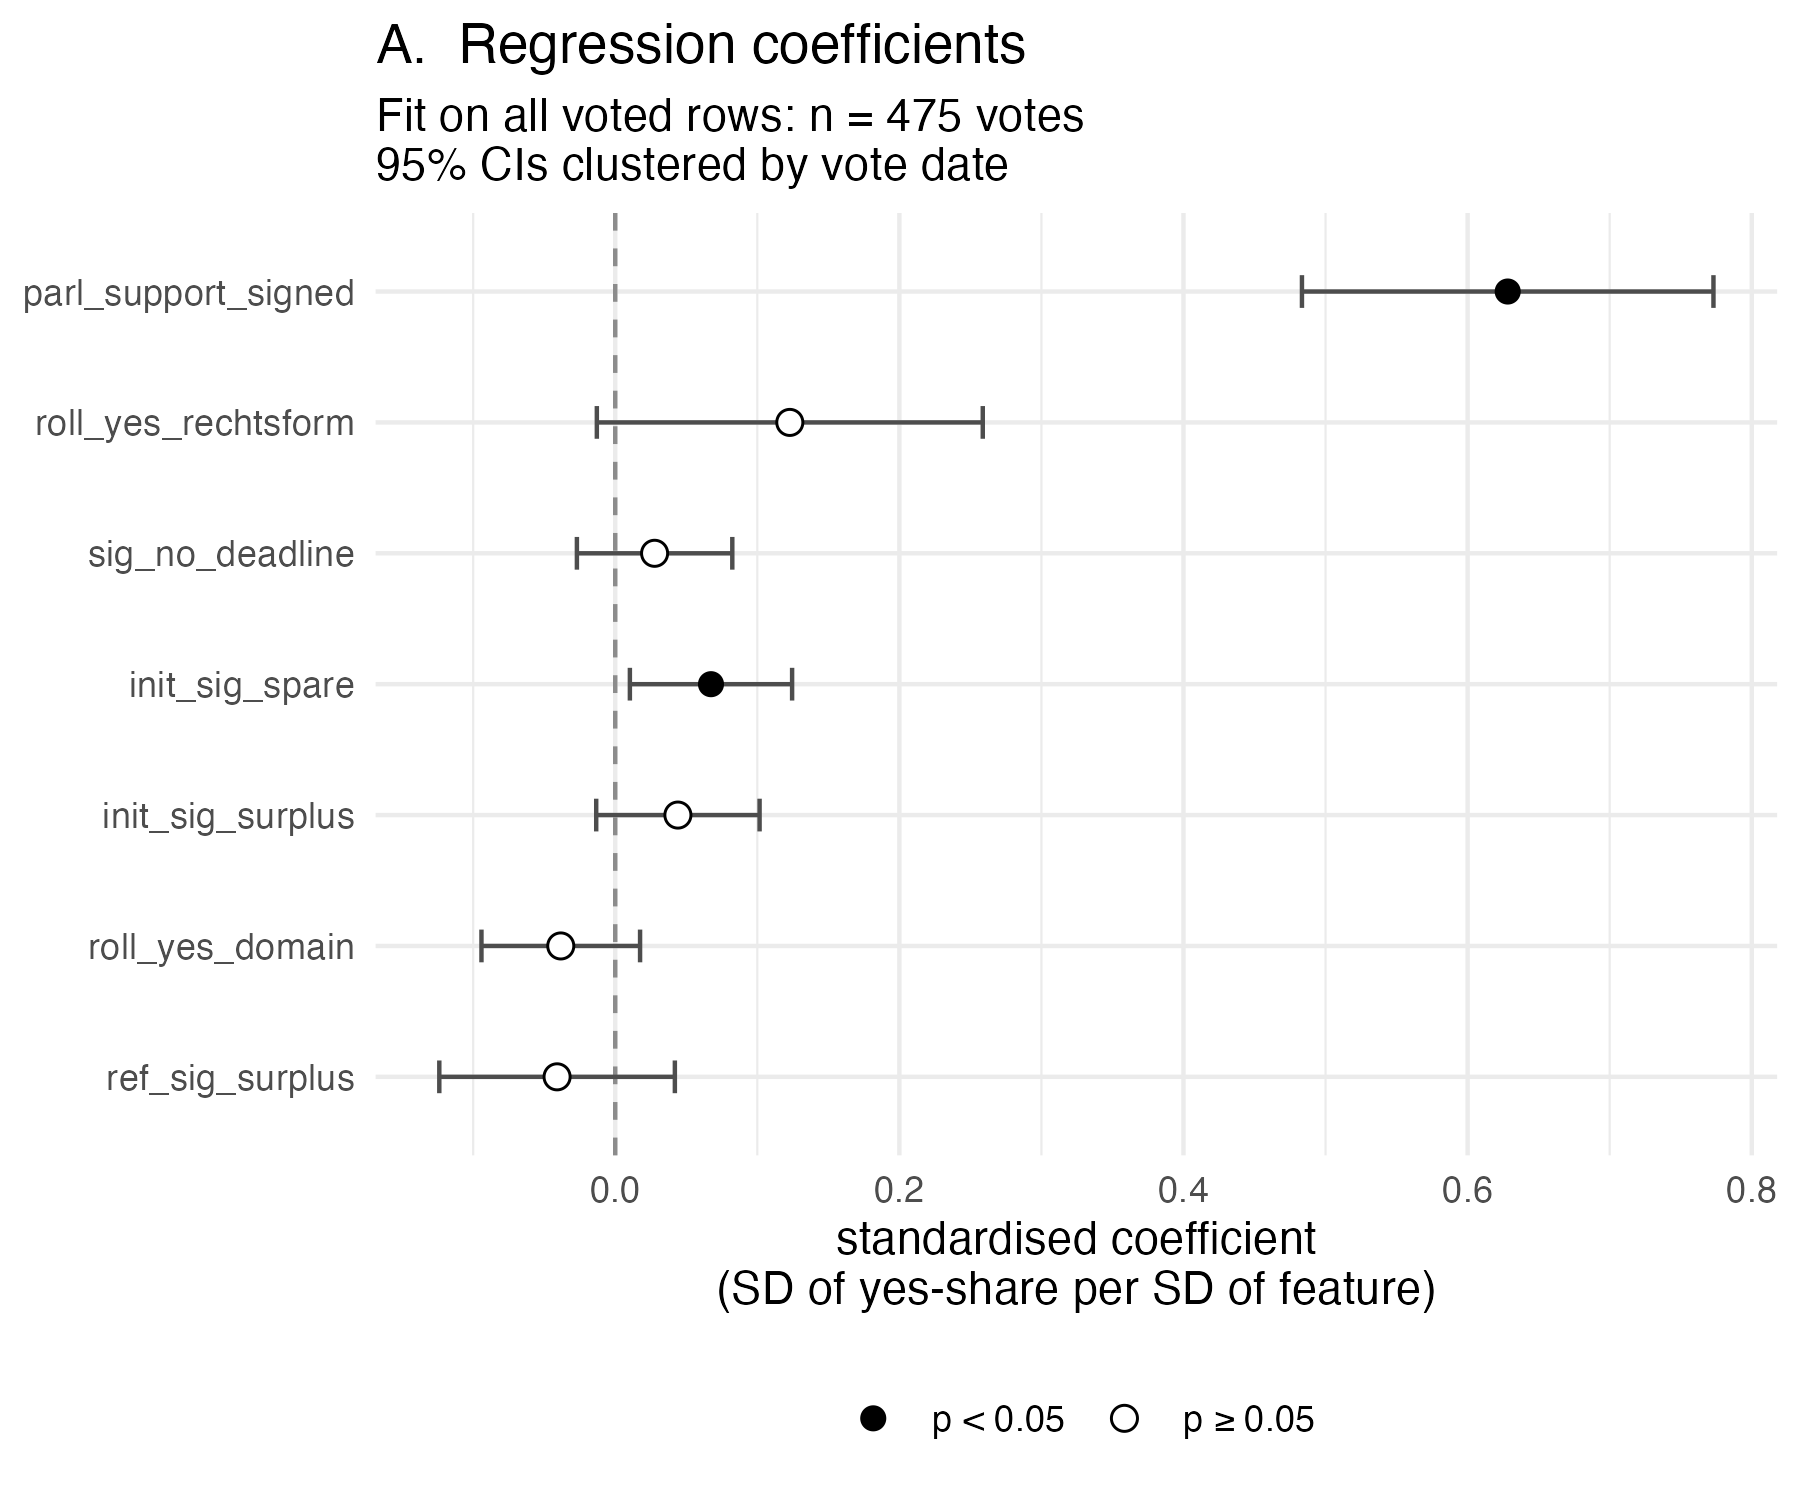 A. Regression coefficients
Fit on all voted rows: n = 475 votes
95% CIs clustered by vote date
parl_support_signed
roll_yes_rechtsform
sig_no_deadline
init_sig_spare
init_sig_surplus
roll_yes_domain
ref_sig_surplus
0.0 0.2 0.4 0.6 0.8
standardised coefficient
(SD of yes-share per SD of feature)
p < 0.05 p ≥ 0.05